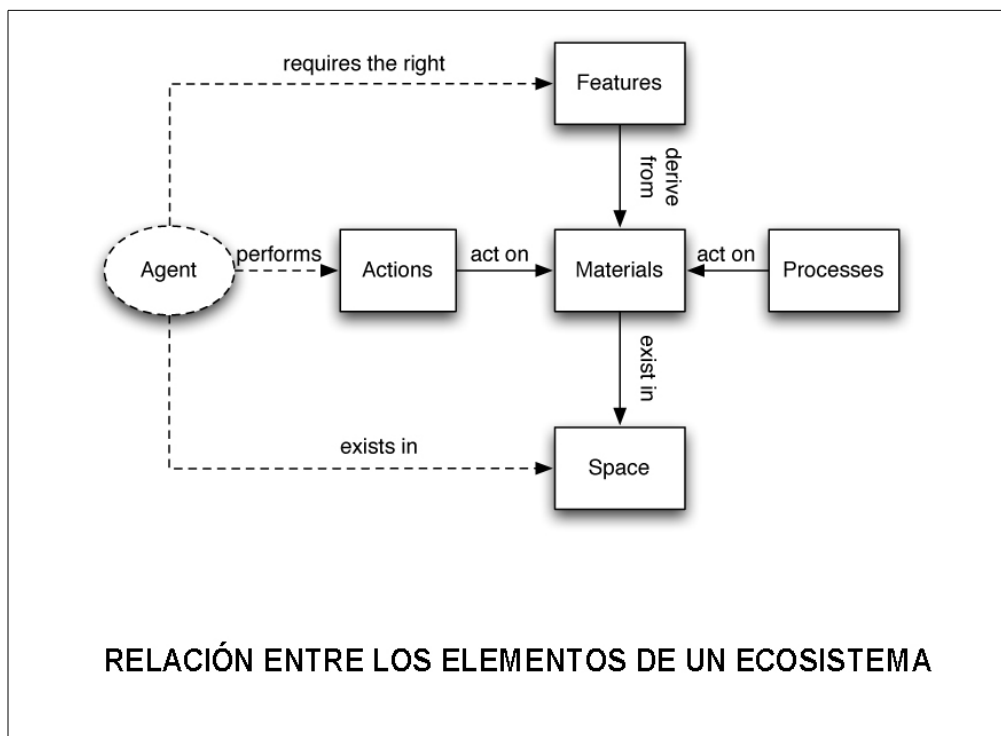 requires the right
Features
derive
from
Agent
performs
Actions
act on
Materials
act on
Processes
exist in
exists in
Space
RELACIÓN ENTRE LOS ELEMENTOS DE UN ECOSISTEMA